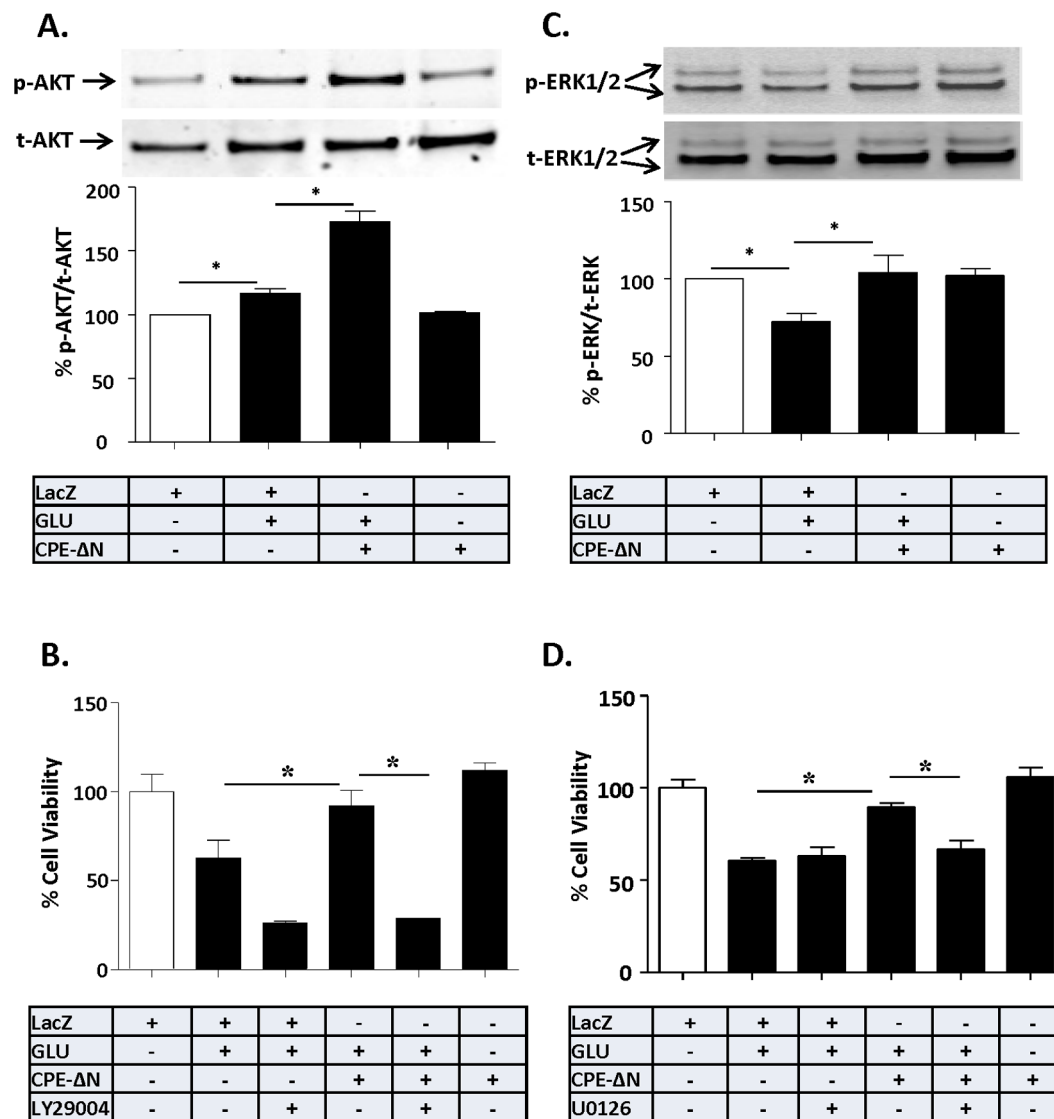 A.
p-AKT
t-AKT
200
150
100
50
0
% p-AKT/t-AKT
*
*
LacZ + + - -
GLU - + + -
CPE-ΔN - - + +
C.
p-ERK1/2
t-ERK1/2
150
100
50
0
% p-ERK/t-ERK
*
*
LacZ + + - -
GLU - + + -
CPE-ΔN - - + +
B.
150
100
50
0
% Cell Viability
*
*
LacZ + + + - - -
GLU - + + + + -
CPE-ΔN - - - + + +
LY29004 - - + - + -
D.
150
100
50
0
% Cell Viability
*
*
LacZ + + + - - -
GLU - + + + + -
CPE-ΔN - - - + + +
U0126 - - + - + -